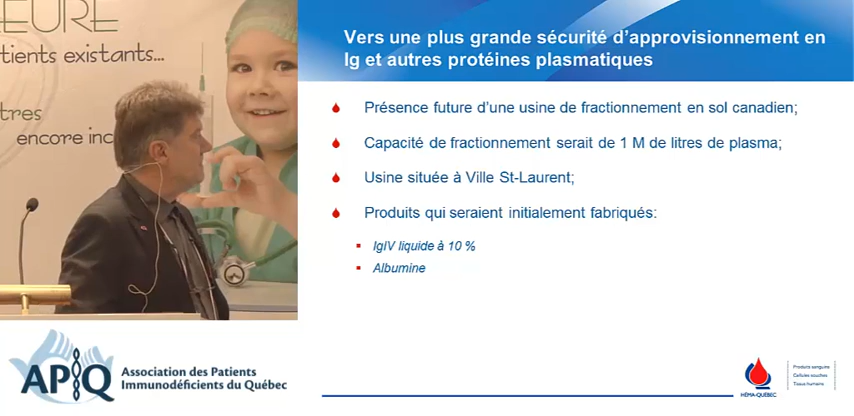 EURE
tients existants...
tres
encore inc
APIQ
Association des Patients
Immunodéficients du Québec
Vers une plus grande sécurité d'approvisionnement en
Ig et autres protéines plasmatiques
Présence future d'une usine de fractionnement en sol canadien;
Capacité de fractionnement serait de 1 M de litres de plasma;
Usine située à Ville St-Laurent;
Produits qui seraient initialement fabriqués:
IgIV liquide à 10 %
Albumine
HÉMA-QUÉBEC
Produits sanguins
Cellules souches
Tissus humains